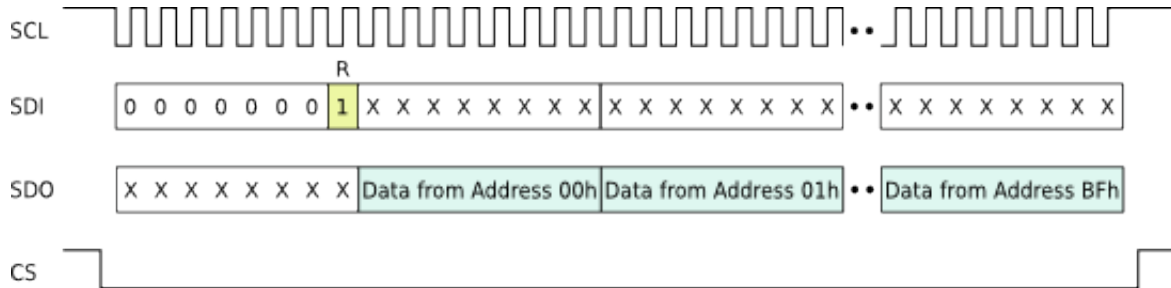 SCL
R
SDI 0 0 0 0 0 0 0 1 X X X X X X X X X X X X X X X X •• X X X X X X X X
SDO X X X X X X X X Data from Address 00h Data from Address 01h •• Data from Address BFh
CS